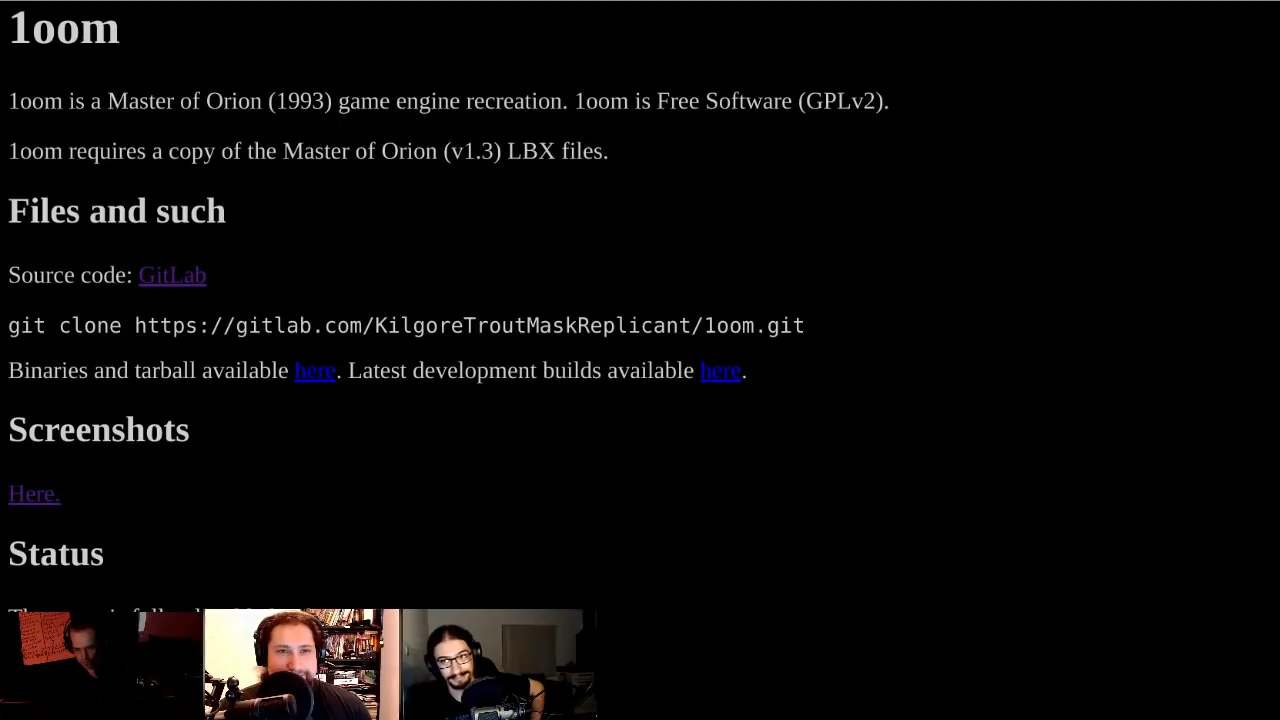 1oom
1oom is a Master of Orion (1993) game engine recreation. 1oom is Free Software (GPLv2).
1oom requires a copy of the Master of Orion (v1.3) LBX files.
Files and such
Source code: GitLab
git clone https://gitlab.com/KilgoreTroutMaskReplicant/1oom.git
Binaries and tarball available here. Latest development builds available here.
Screenshots
Here.
Status